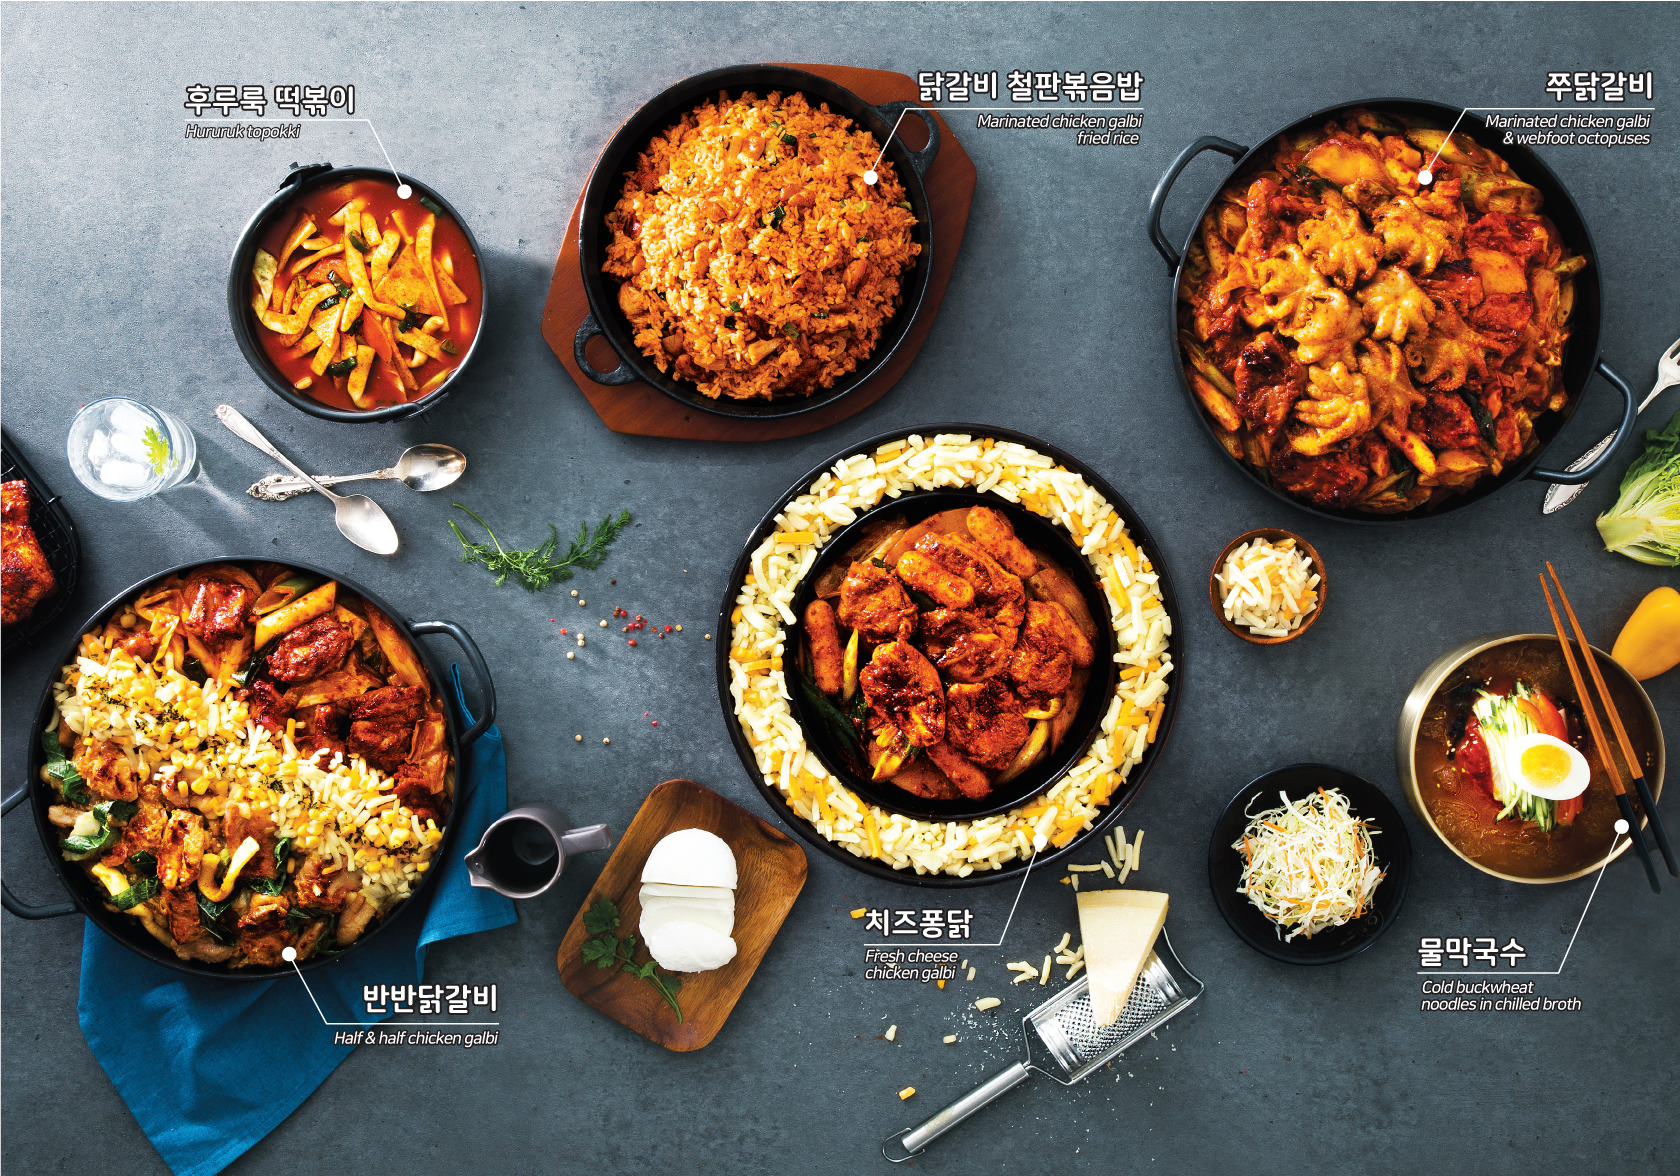 후루룩 떡볶이
Hururuk topokki
닭갈비 철판볶음밥
Marinated chicken galbi
fried rice
쭈닭갈비
Marinated chicken galbi
& webfoot octopuses
치즈퐁닭
Fresh cheese
chicken galbi
물막국수
Cold buckwheat
noodles in chilled broth
반반닭갈비
Half & half chicken galbi